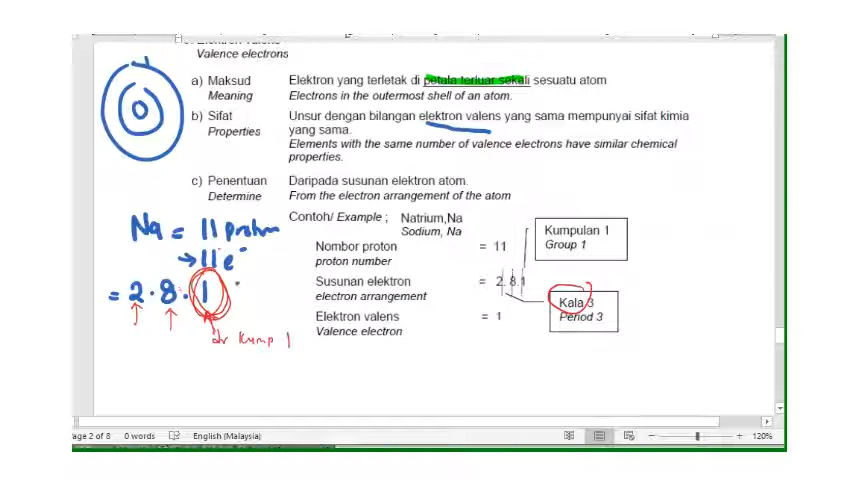 Valence electrons
a) Maksud Elektron yang terletak di petala terluar sekali sesuatu atom
Meaning Electrons in the outermost shell of an atom.
b) Sifat Unsur dengan bilangan elektron valens yang sama mempunyai sifat kimia
Properties yang sama.
Elements with the same number of valence electrons have similar chemical
properties.
c) Penentuan Daripada susunan elektron atom.
Determine From the electron arrangement of the atom
Contoh/ Example ; Natrium,Na
Sodium, Na
Kumpulan 1
Group 1
Na = 11 proton
→ 11 e⁻
= 2 . 8 . 1
dr Kump 1
Nombor proton = 11
proton number
Susunan elektron = 2. 8.1
electron arrangement
Kala 3
Period 3
Elektron valens = 1
Valence electron
age 2 of 8 0 words English (Malaysia) 120%